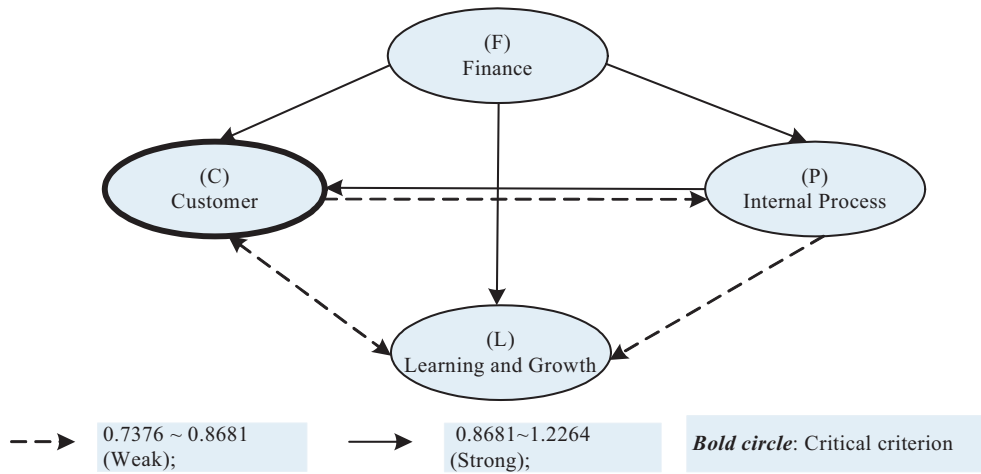 (F)
Finance
(C)
Customer
(P)
Internal Process
(L)
Learning and Growth
0.7376 ~ 0.8681
(Weak);
0.8681~1.2264
(Strong);
Bold circle: Critical criterion